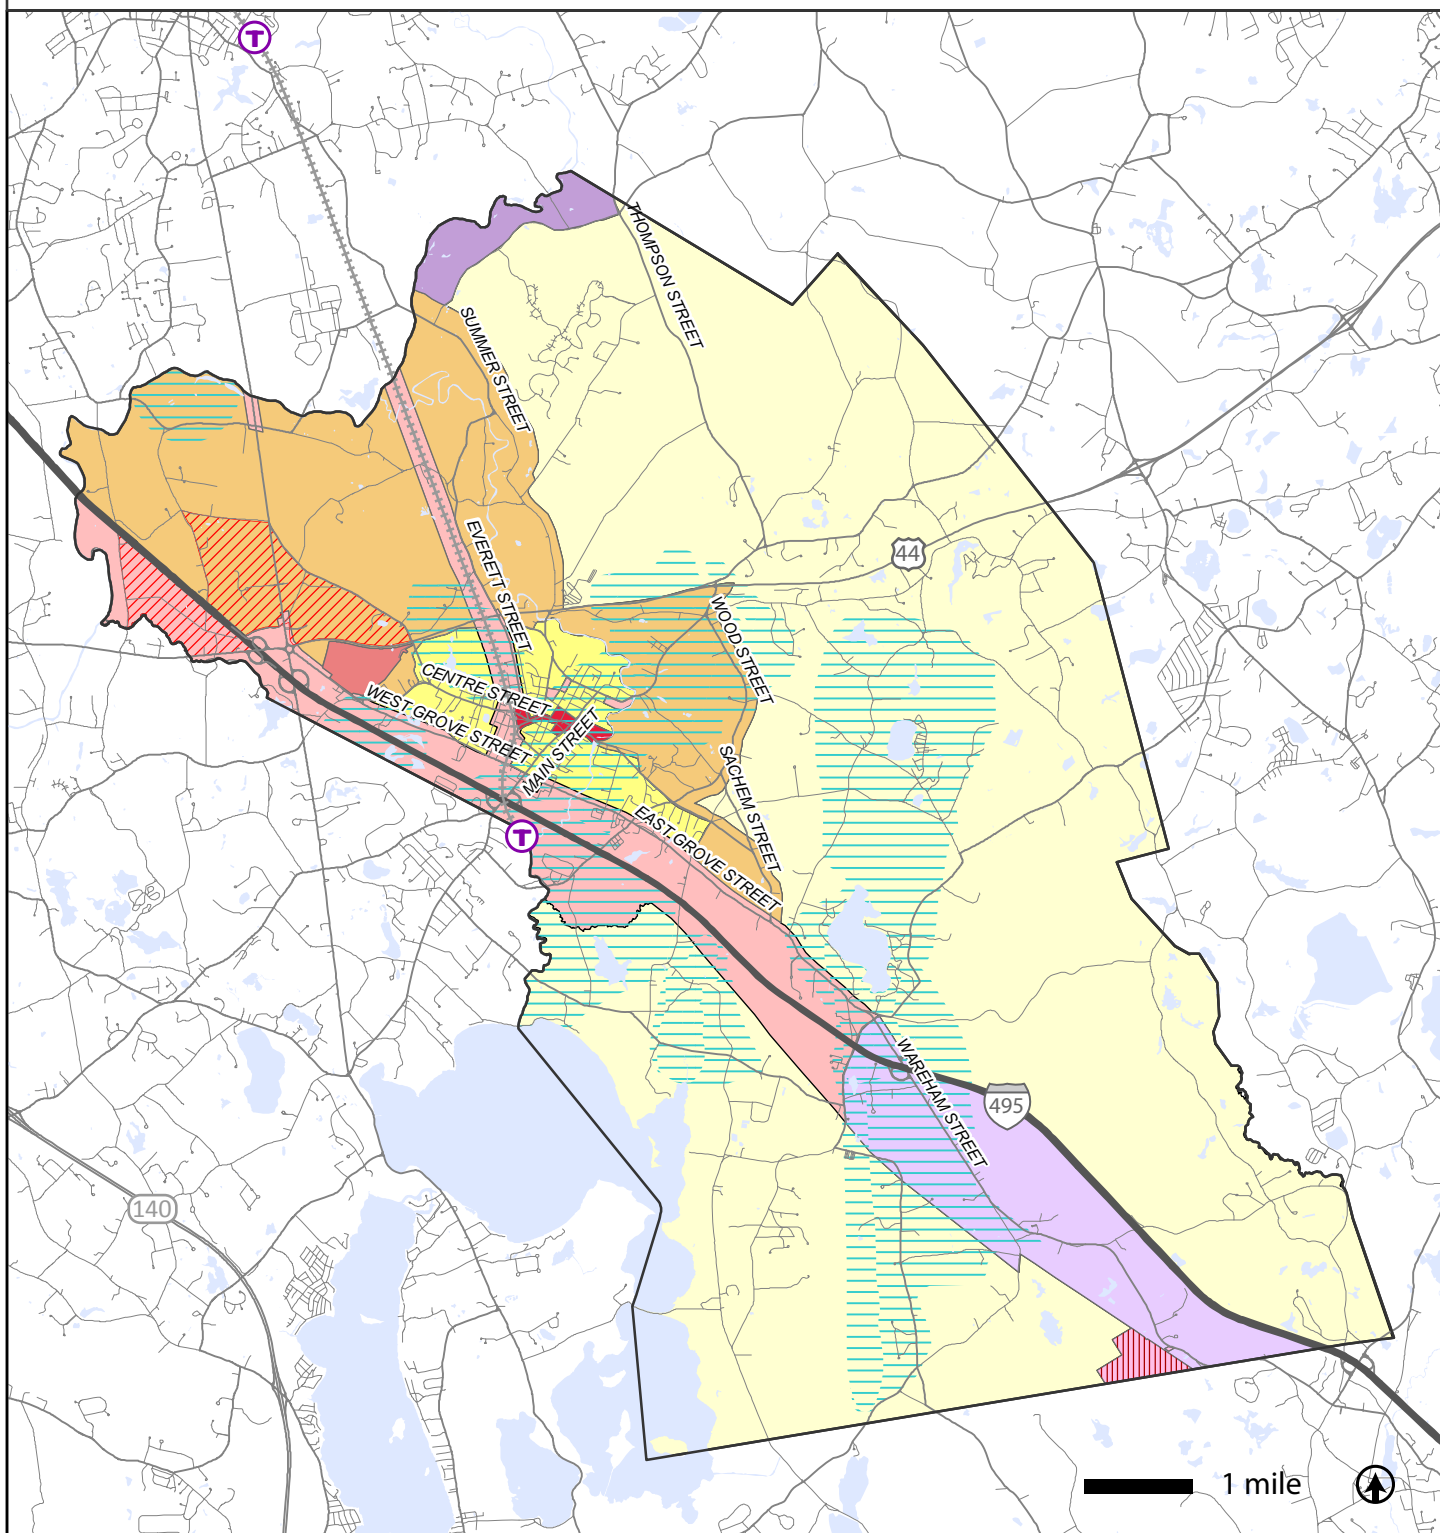 T
THOMPSON STREET
SUMMER STREET
EVERETT STREET
44
WOOD STREET
CENTRE STREET
WEST GROVE STREET
MAIN STREET
SACHEM STREET
EAST GROVE STREET
T
WAREHAM STREET
495
140
1 mile